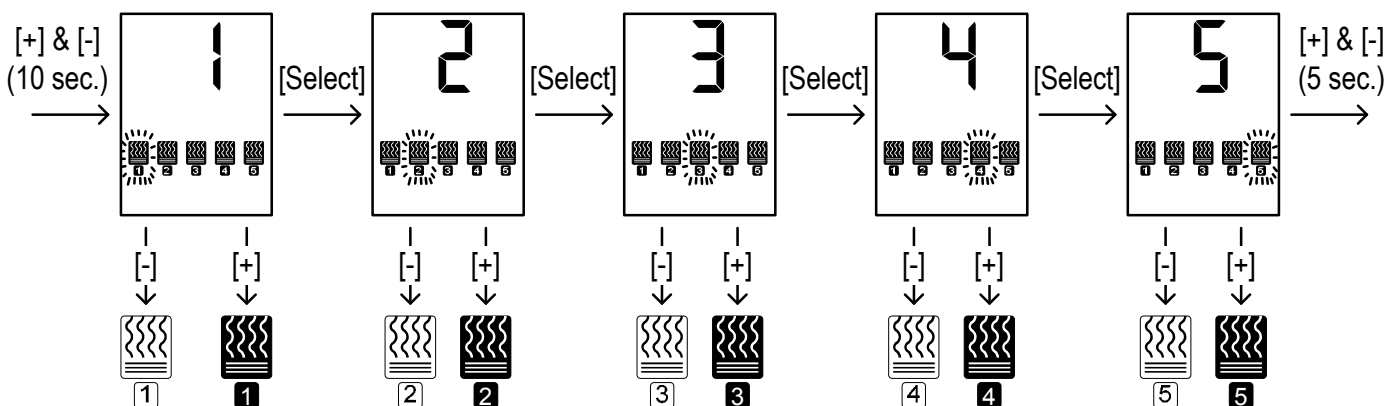 [+] & [-]
(10 sec.)
1
1 2 3 4 5
[Select]
2
1 2 3 4 5
[Select]
3
1 2 3 4 5
[Select]
4
1 2 3 4 5
[Select]
5
1 2 3 4 5
[+] & [-]
(5 sec.)
[-] [+]
[-] [+]
[-] [+]
[-] [+]
[-] [+]
1 1
2 2
3 3
4 4
5 5